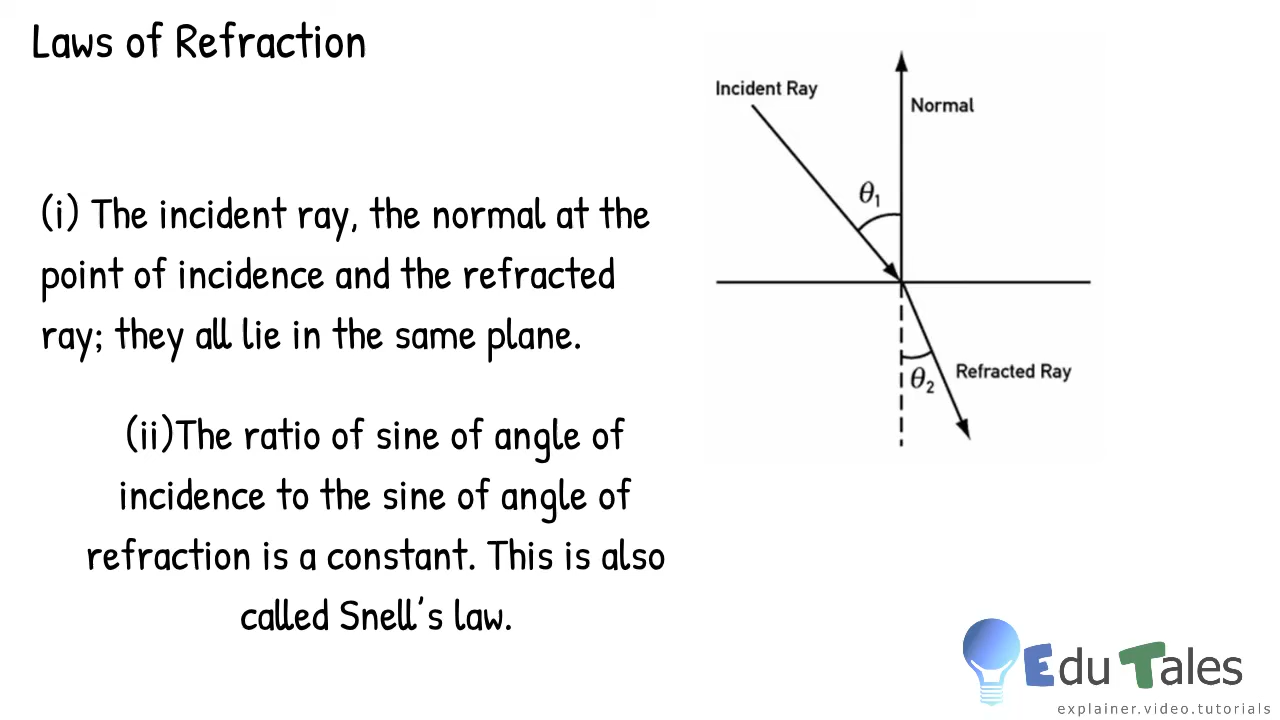 Laws of Refraction
(i) The incident ray, the normal at the
point of incidence and the refracted
ray; they all lie in the same plane.
(ii)The ratio of sine of angle of
incidence to the sine of angle of
refraction is a constant. This is also
called Snell's law.
Incident Ray
Normal
θ₁
θ₂
Refracted Ray
Edu Tales
explainer.video.tutorials